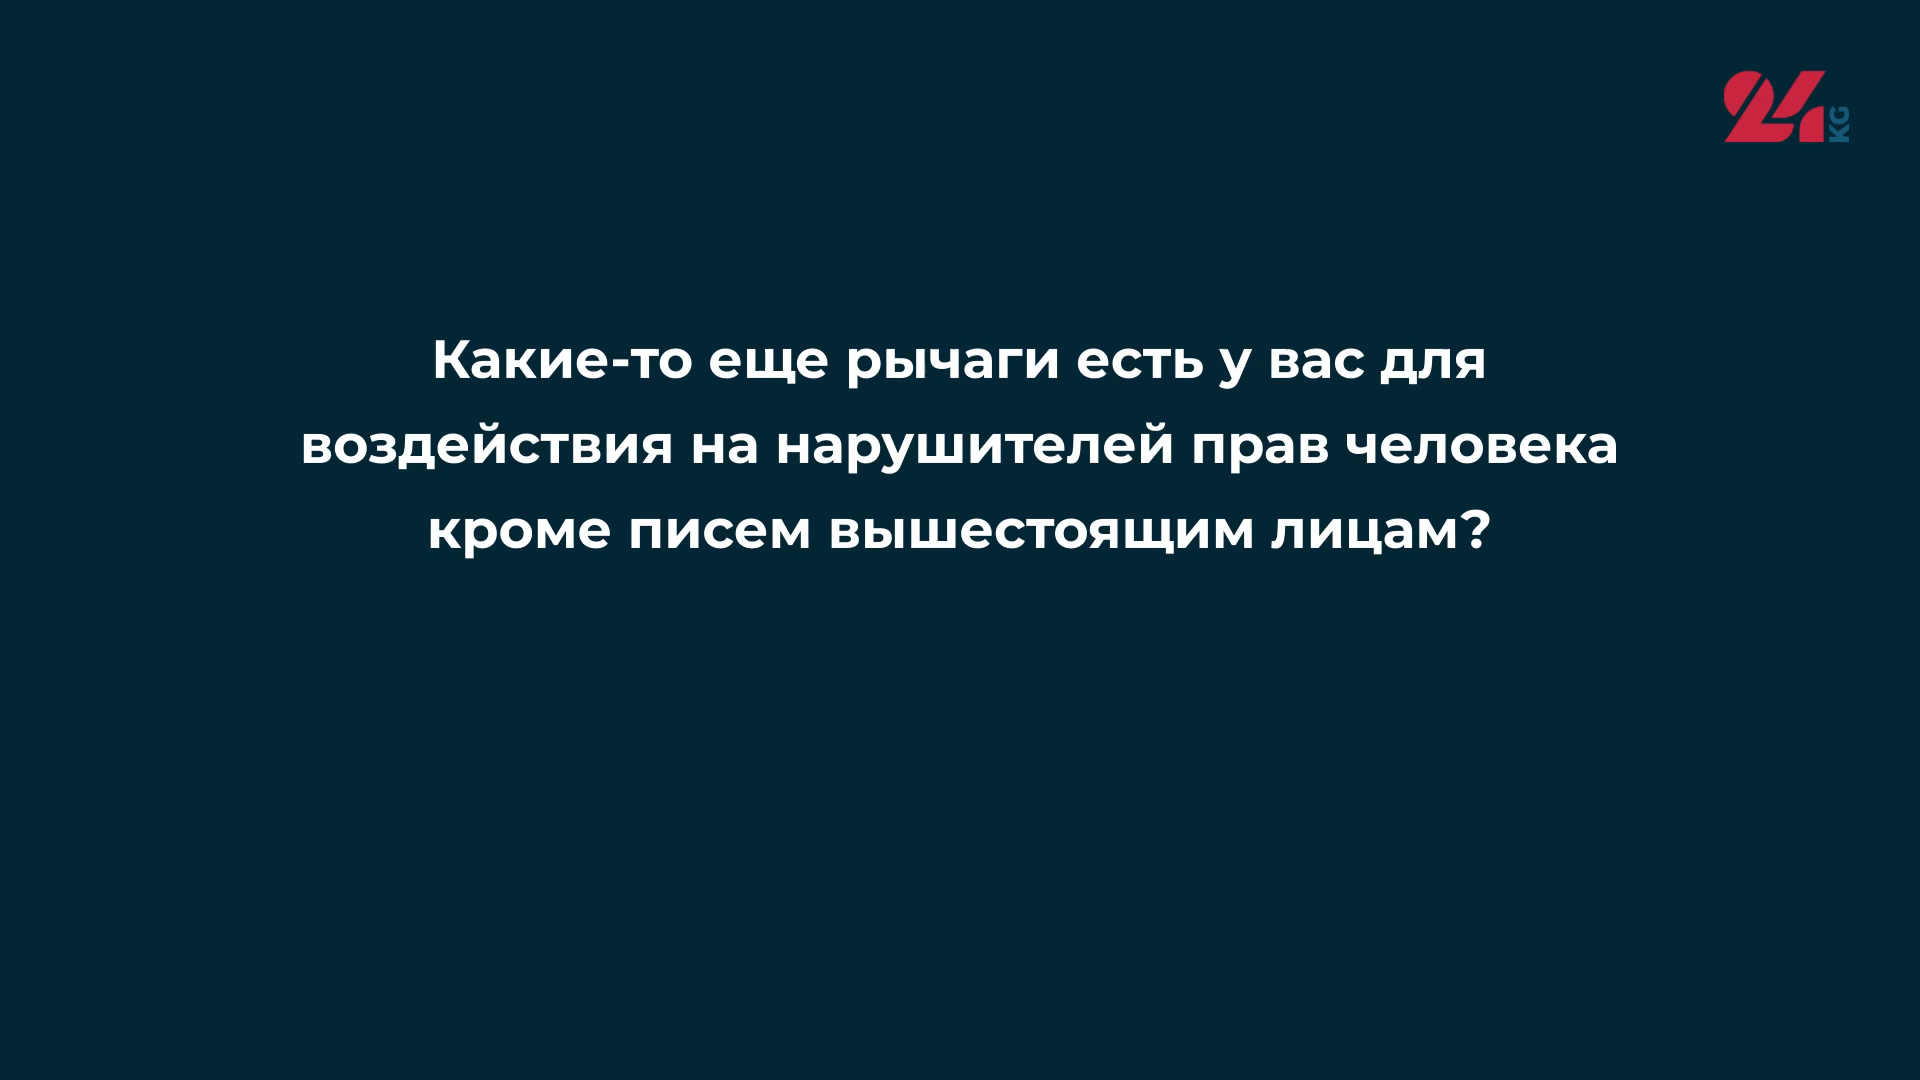 24
KG
Какие-то еще рычаги есть у вас для
воздействия на нарушителей прав человека
кроме писем вышестоящим лицам?